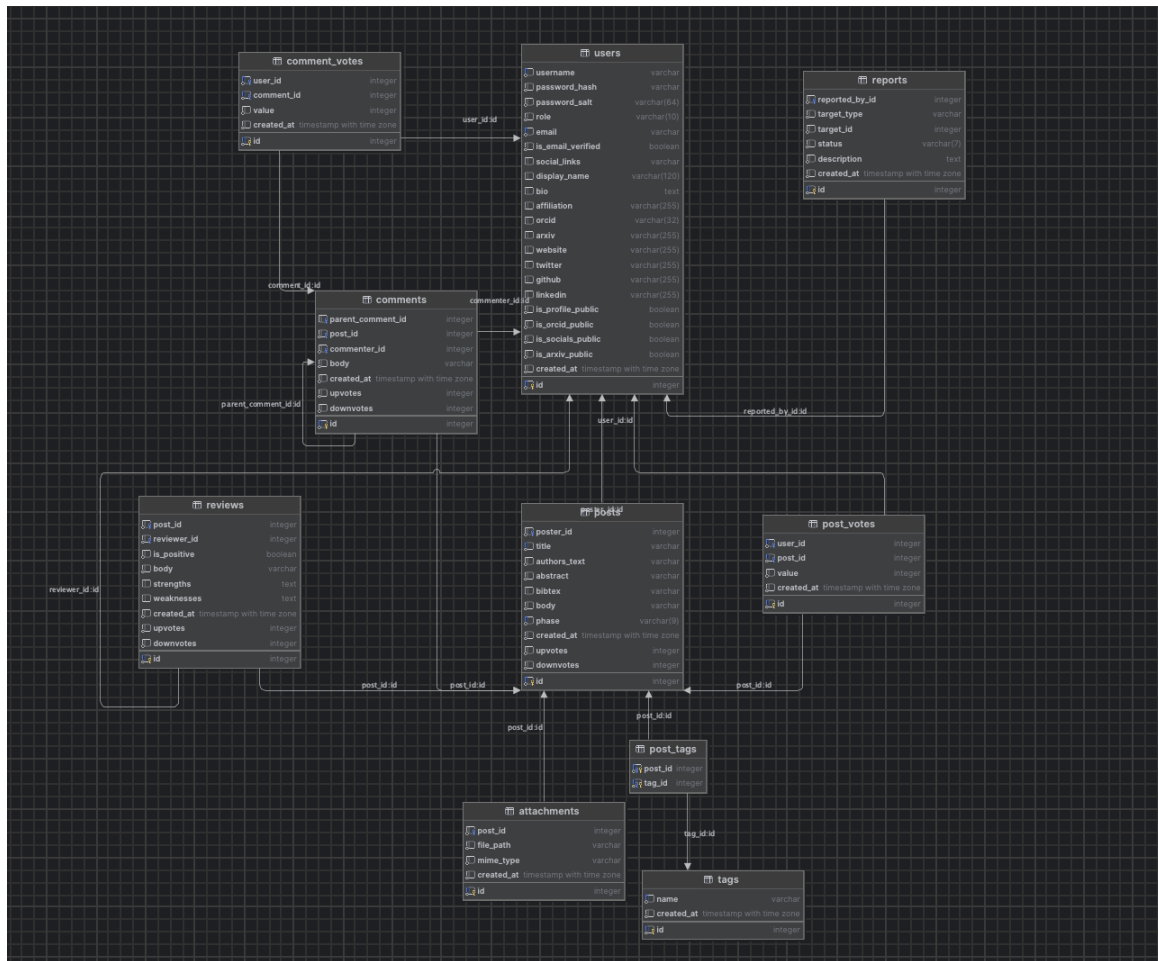 comment_votes
user_id integer
comment_id integer
value integer
created_at timestamp with time zone
id integer
users
username varchar
password_hash varchar
password_salt varchar(64)
role varchar(10)
email varchar
is_email_verified boolean
social_links varchar
display_name varchar(120)
bio text
affiliation varchar(255)
orcid varchar(32)
arxiv varchar(255)
website varchar(255)
twitter varchar(255)
github varchar(255)
linkedin varchar(255)
is_profile_public boolean
is_orcid_public boolean
is_socials_public boolean
is_arxiv_public boolean
created_at timestamp with time zone
id integer
reports
reported_by_id integer
target_type varchar
target_id integer
status varchar(7)
description text
created_at timestamp with time zone
id integer
user_id:id
comment_id:id
commenter_id:id
comments
parent_comment_id integer
post_id integer
commenter_id integer
body varchar
created_at timestamp with time zone
upvotes integer
downvotes integer
id integer
parent_comment_id:id
user_id:id
reported_by_id:id
reviews
post_id integer
reviewer_id integer
is_positive boolean
body varchar
strengths text
weaknesses text
created_at timestamp with time zone
upvotes integer
downvotes integer
id integer
reviewer_id:id
poster_id:id
posts
poster_id integer
title varchar
authors_text varchar
abstract varchar
bibtex varchar
body varchar
phase varchar(9)
created_at timestamp with time zone
upvotes integer
downvotes integer
id integer
post_votes
user_id integer
post_id integer
value integer
created_at timestamp with time zone
id integer
post_id:id
post_id:id
post_id:id
post_id:id
post_id:id
post_tags
post_id integer
tag_id integer
attachments
post_id integer
file_path varchar
mime_type varchar
created_at timestamp with time zone
id integer
tag_id:id
tags
name varchar
created_at timestamp with time zone
id integer